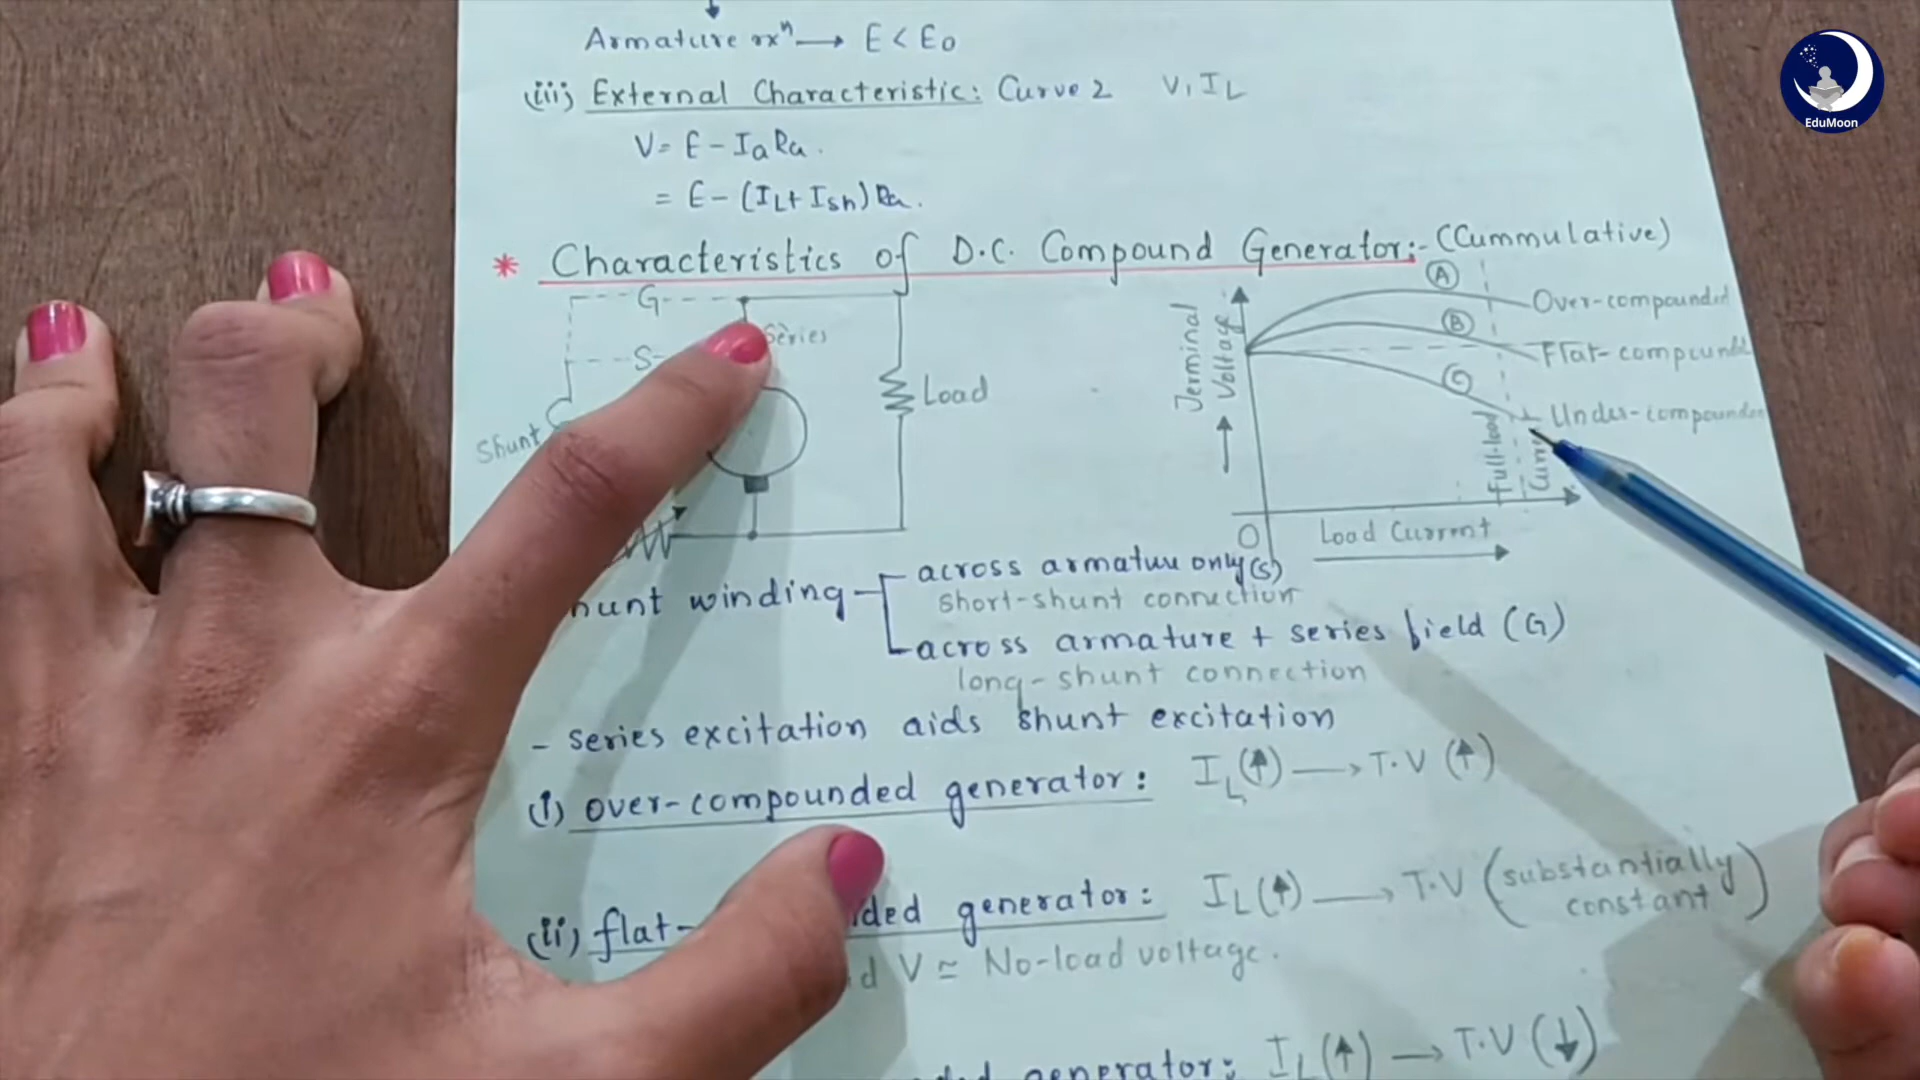 Armature rxⁿ → E < E0
(iii) External Characteristic: Curve 2 V, IL
V = E - IaRa.
= E - (IL + Ish) Ra.
* Characteristics of D.C. Compound Generator:- (Cummulative)
G
Series
S
Shunt
Load
Terminal Voltage →
A
Over-compounded
B
Flat-compounded
C
Under-compounded
Full-load
O
Load Current
hunt winding
across armature only (S)
short-shunt connection
across armature + series field (G)
long-shunt connection
- series excitation aids shunt excitation
(i) over-compounded generator: IL(↑) → T.V (↑)
(ii) flat- ded generator: IL(↑) → T.V (substantially constant)
d V ≃ No-load voltage.
ded generator: IL(↑) → T.V (↓)
EduMoon